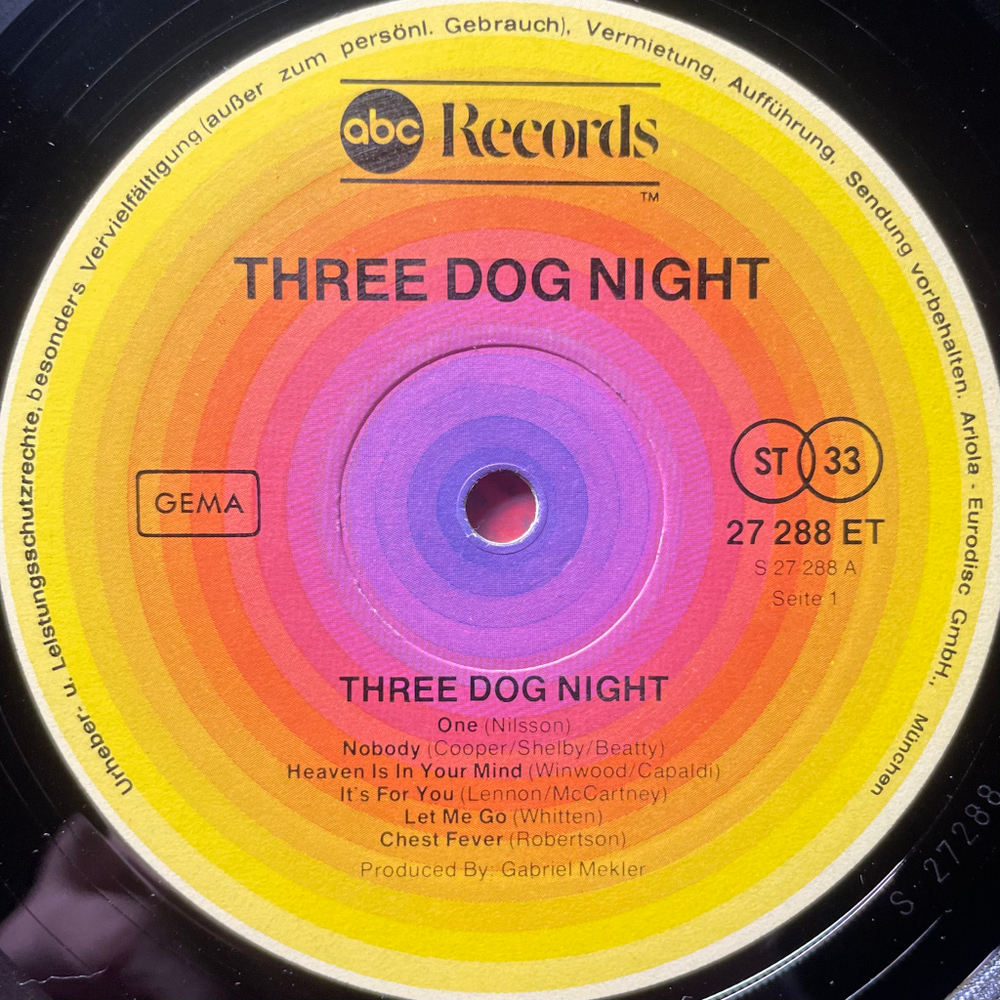 Urheber- u. Leistungsschutzrechte, besonders Vervielfältigung (außer zum persönl. Gebrauch), Vermietung, Aufführung, Sendung vorbehalten. Ariola - Eurodisc GmbH., München
abc Records
TM
THREE DOG NIGHT
GEMA
ST 33
27 288 ET
S 27 288 A
Seite 1
THREE DOG NIGHT
One (Nilsson)
Nobody (Cooper/Shelby/Beatty)
Heaven Is In Your Mind (Winwood/Capaldi)
It's For You (Lennon/McCartney)
Let Me Go (Whitten)
Chest Fever (Robertson)
Produced By: Gabriel Mekler
S 27288